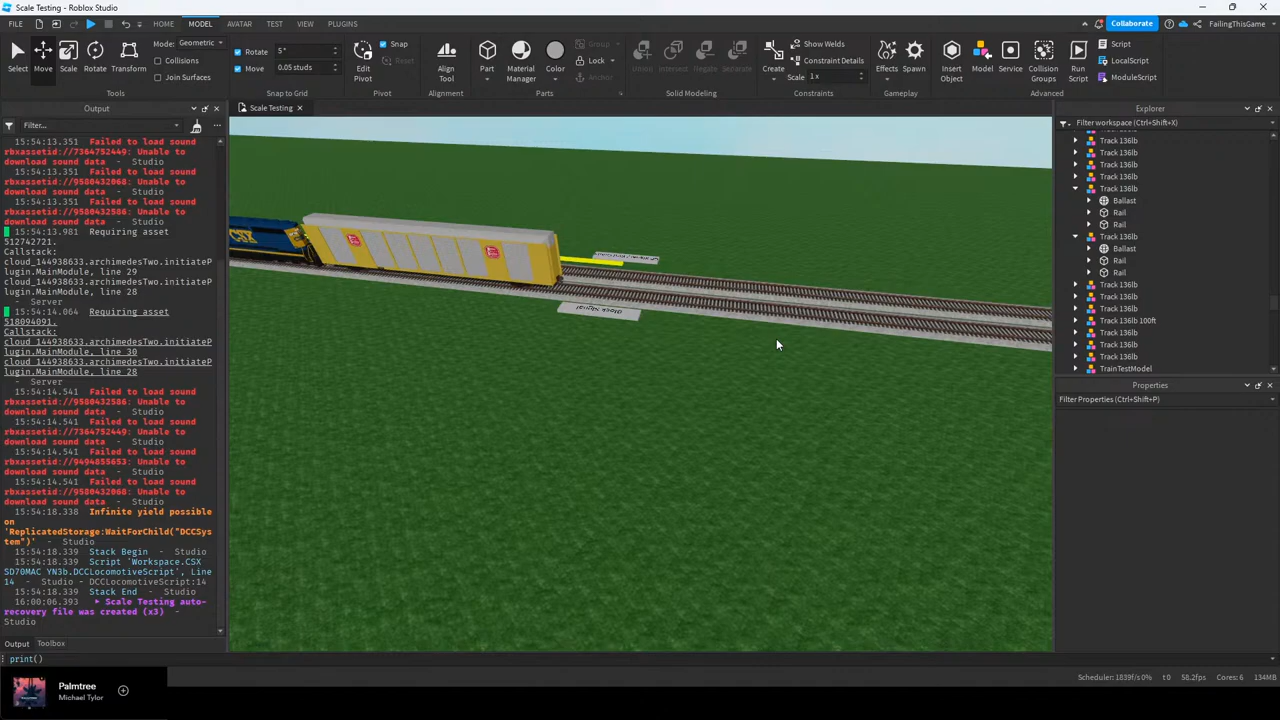 Scale Testing
FILE
HOME
MODEL
AVATAR
TEST
VIEW
PLUGINS
Collaborate
FailingThisGame
Select
Move
Scale
Rotate
Transform
Mode:
Geometric
Collisions
Join Surfaces
Tools
Rotate
5 °
Move
0.05 studs
Snap to Grid
Edit
Pivot
Snap
Reset
Pivot
Align
Tool
Alignment
Part
Material
Manager
Color
Group
Lock
Anchor
Parts
Union
Intersect
Negate
Separate
Solid Modeling
Create
Show Welds
Constraint Details
Scale
1 x
Constraints
Effects
Spawn
Gameplay
Insert
Object
Model
Service
Collision
Groups
Run
Script
Script
LocalScript
ModuleScript
Advanced
Output
Filter...
15:54:13.351 Failed to load sound
rbxassetid://7364752449: Unable to
download sound data - Studio
15:54:13.351 Failed to load sound
rbxassetid://9580432068: Unable to
download sound data - Studio
15:54:13.351 Failed to load sound
rbxassetid://9580432586: Unable to
download sound data - Studio
15:54:13.981 Requiring asset
512742721.
Callstack:
cloud_144938633.archimedesTwo.initiateP
lugin.MainModule, line 29
cloud_144938633.archimedesTwo.initiateP
lugin.MainModule, line 28
- Server
15:54:14.064 Requiring asset
518094091.
Callstack:
cloud_144938633.archimedesTwo.initiateP
lugin.MainModule, line 30
cloud_144938633.archimedesTwo.initiateP
lugin.MainModule, line 28
- Server
15:54:14.541 Failed to load sound
rbxassetid://9580432586: Unable to
download sound data - Studio
15:54:14.541 Failed to load sound
rbxassetid://7364752449: Unable to
download sound data - Studio
15:54:14.541 Failed to load sound
rbxassetid://9494855653: Unable to
download sound data - Studio
15:54:14.541 Failed to load sound
rbxassetid://9580432068: Unable to
download sound data - Studio
15:54:18.338 Infinite yield possible
on
'ReplicatedStorage:WaitForChild("DCCSys
tem")' - Studio
15:54:18.339 Stack Begin - Studio
15:54:18.339 Script 'Workspace.CSX
SD70MAC YN3b.DCCLocomotiveScript', Line
14 - Studio - DCCLocomotiveScript:14
15:54:18.339 Stack End - Studio
16:00:06.393 Scale Testing auto-
recovery file was created (x3) -
Studio
Output
Toolbox
print()
Scale Testing
CSX
Block Signal
Explorer
Filter workspace (Ctrl+Shift+X)
Track 136lb
Track 136lb
Track 136lb
Track 136lb
Track 136lb
Ballast
Rail
Rail
Track 136lb
Ballast
Rail
Rail
Track 136lb
Track 136lb
Track 136lb
Track 136lb 100ft
Track 136lb
Track 136lb
Track 136lb
TrainTestModel
Properties
Filter Properties (Ctrl+Shift+P)
Palmtree
Michael Tylor
Scheduler: 1839f/s 0%
t 0
58.2fps
Cores: 6
134MB